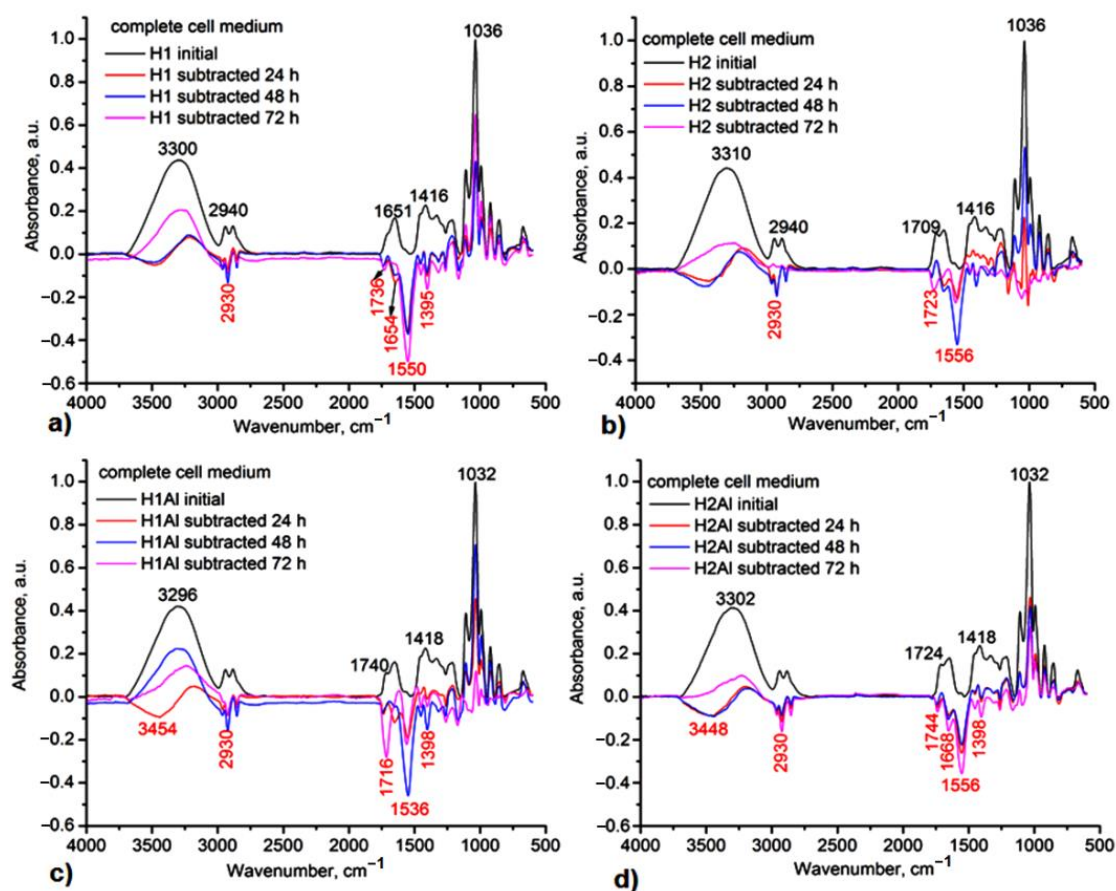 complete cell medium
H1 initial
H1 subtracted 24 h
H1 subtracted 48 h
H1 subtracted 72 h
1036
3300
2940
1651
1416
2930
1736
1654
1550
1395
1.0
0.8
0.6
0.4
0.2
0.0
−0.2
−0.4
−0.6
Absorbance, a.u.
4000 3500 3000 2500 2000 1500 1000 500
Wavenumber, cm−1
a)
complete cell medium
H2 initial
H2 subtracted 24 h
H2 subtracted 48 h
H2 subtracted 72 h
1036
3310
2940
1709
1416
2930
1723
1556
1.0
0.8
0.6
0.4
0.2
0.0
−0.2
−0.4
Absorbance, a.u.
4000 3500 3000 2500 2000 1500 1000 500
Wavenumber, cm−1
b)
complete cell medium
H1Al initial
H1Al subtracted 24 h
H1Al subtracted 48 h
H1Al subtracted 72 h
1032
3296
1740
1418
3454
2930
1716
1536
1398
1.0
0.8
0.6
0.4
0.2
0.0
−0.2
−0.4
−0.6
Absorbance, a.u.
4000 3500 3000 2500 2000 1500 1000 500
Wavenumber, cm−1
c)
complete cell medium
H2Al initial
H2Al subtracted 24 h
H2Al subtracted 48 h
H2Al subtracted 72 h
1032
3302
1724
1418
3448
2930
1744
1668
1556
1398
1.0
0.8
0.6
0.4
0.2
0.0
−0.2
−0.4
−0.6
Absorbance, a.u.
4000 3500 3000 2500 2000 1500 1000 500
Wavenumber, cm−1
d)